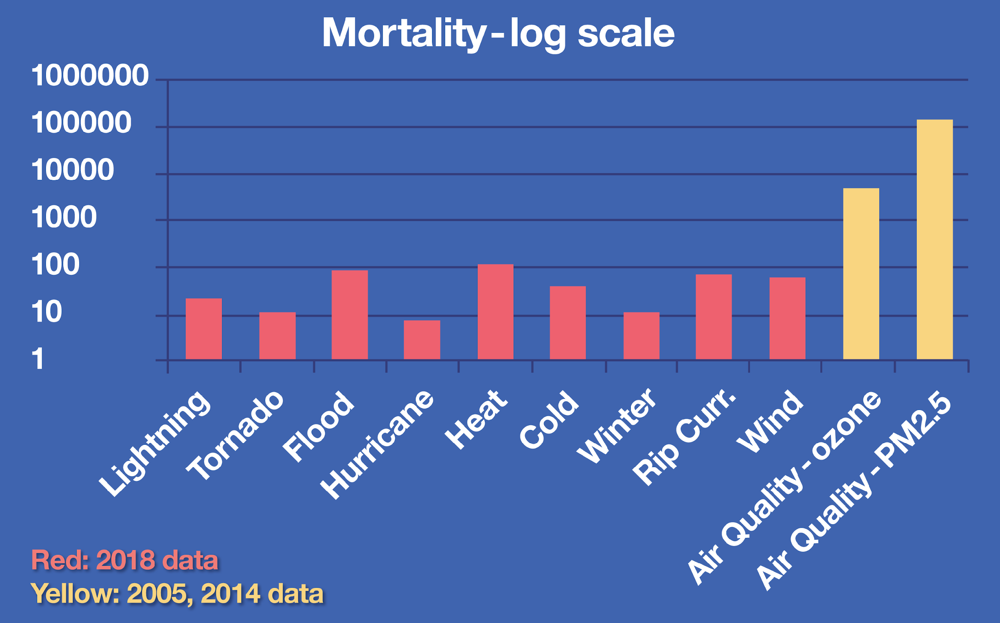 Mortality - log scale
1000000
100000
10000
1000
100
10
1
Lightning
Tornado
Flood
Hurricane
Heat
Cold
Winter
Rip Curr.
Wind
Air Quality - oZone
Air Quality - PM2.5
Red: 2018 data
Yellow: 2005, 2014 data